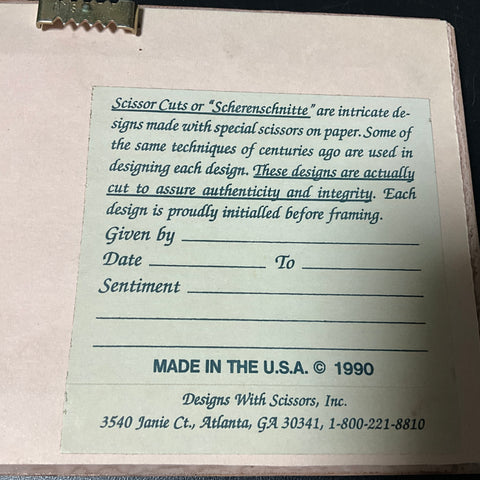 Scissor Cuts or "Scherenschnitte" are intricate de-
signs made with special scissors on paper. Some of
the same techniques of centuries ago are used in
designing each design. These designs are actually
cut to assure authenticity and integrity. Each
design is proudly initialled before framing.
Given by
Date To
Sentiment
MADE IN THE U.S.A. © 1990
Designs With Scissors, Inc.
3540 Janie Ct., Atlanta, GA 30341, 1-800-221-8810